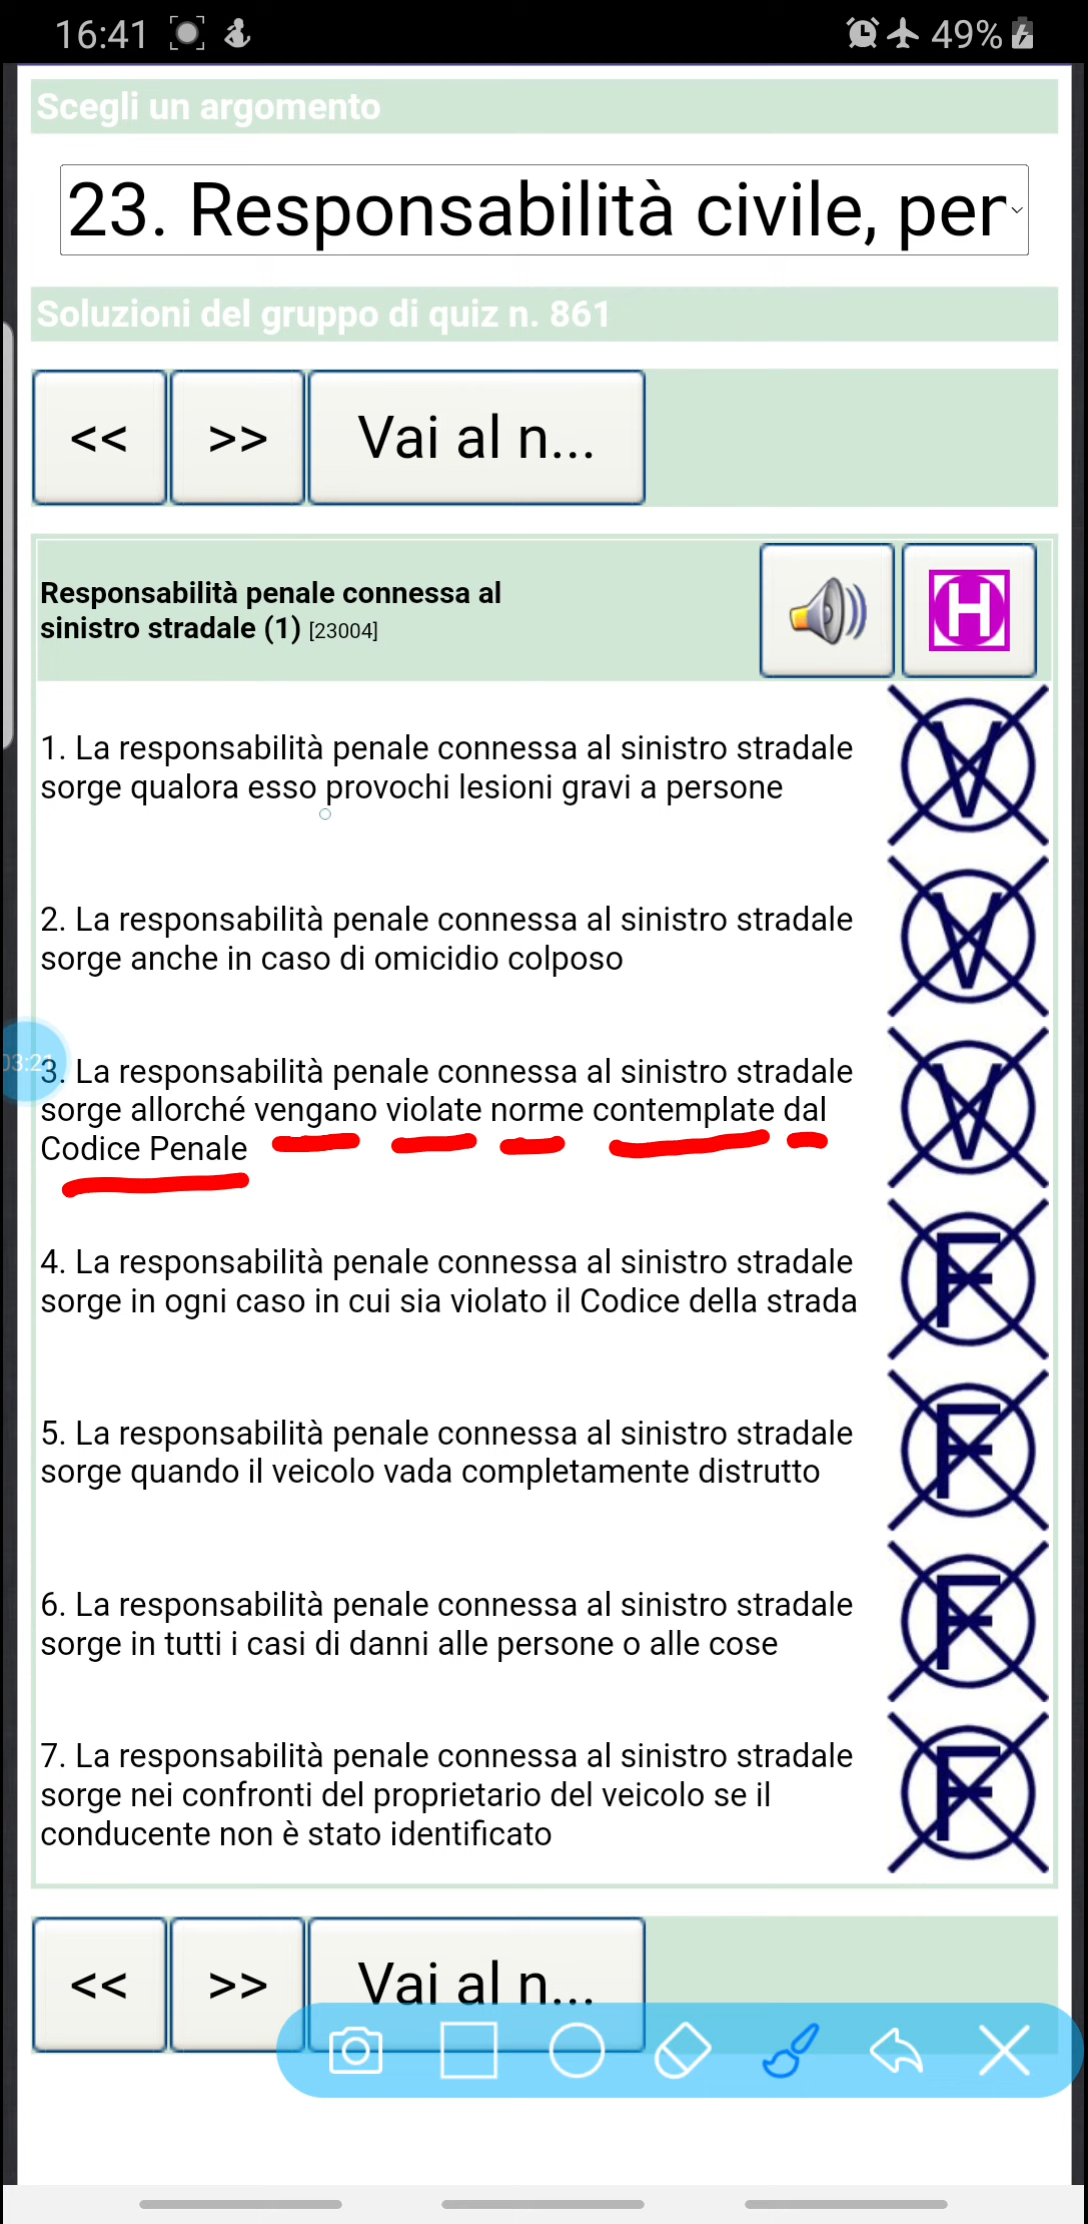 16:41
49%
Scegli un argomento
23. Responsabilità civile, per
Soluzioni del gruppo di quiz n. 861
<<
>>
Vai al n...
Responsabilità penale connessa al
sinistro stradale (1) [23004]
H
1. La responsabilità penale connessa al sinistro stradale
sorge qualora esso provochi lesioni gravi a persone
V
2. La responsabilità penale connessa al sinistro stradale
sorge anche in caso di omicidio colposo
V
03:21
3. La responsabilità penale connessa al sinistro stradale
sorge allorché vengano violate norme contemplate dal
Codice Penale
V
4. La responsabilità penale connessa al sinistro stradale
sorge in ogni caso in cui sia violato il Codice della strada
F
5. La responsabilità penale connessa al sinistro stradale
sorge quando il veicolo vada completamente distrutto
F
6. La responsabilità penale connessa al sinistro stradale
sorge in tutti i casi di danni alle persone o alle cose
F
7. La responsabilità penale connessa al sinistro stradale
sorge nei confronti del proprietario del veicolo se il
conducente non è stato identificato
F
<<
>>
Vai al n...